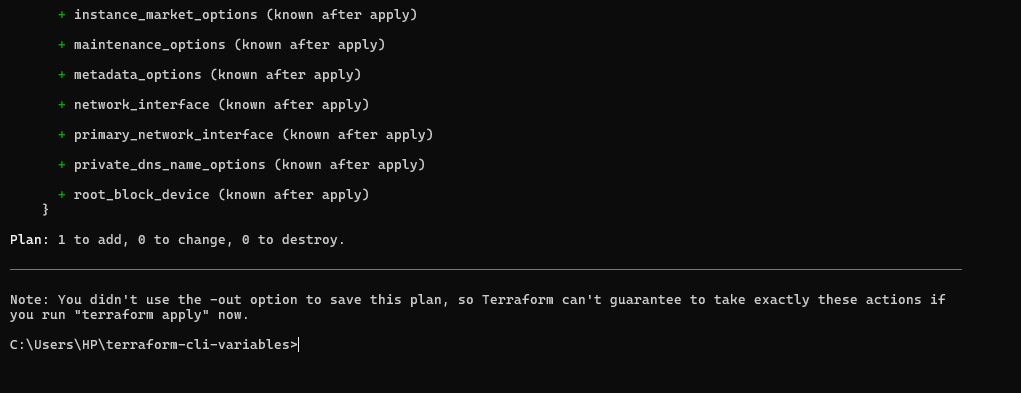 + instance_market_options (known after apply)
+ maintenance_options (known after apply)
+ metadata_options (known after apply)
+ network_interface (known after apply)
+ primary_network_interface (known after apply)
+ private_dns_name_options (known after apply)
+ root_block_device (known after apply)
}
Plan: 1 to add, 0 to change, 0 to destroy.
Note: You didn't use the -out option to save this plan, so Terraform can't guarantee to take exactly these actions if
you run "terraform apply" now.
C:\Users\HP\terraform-cli-variables>